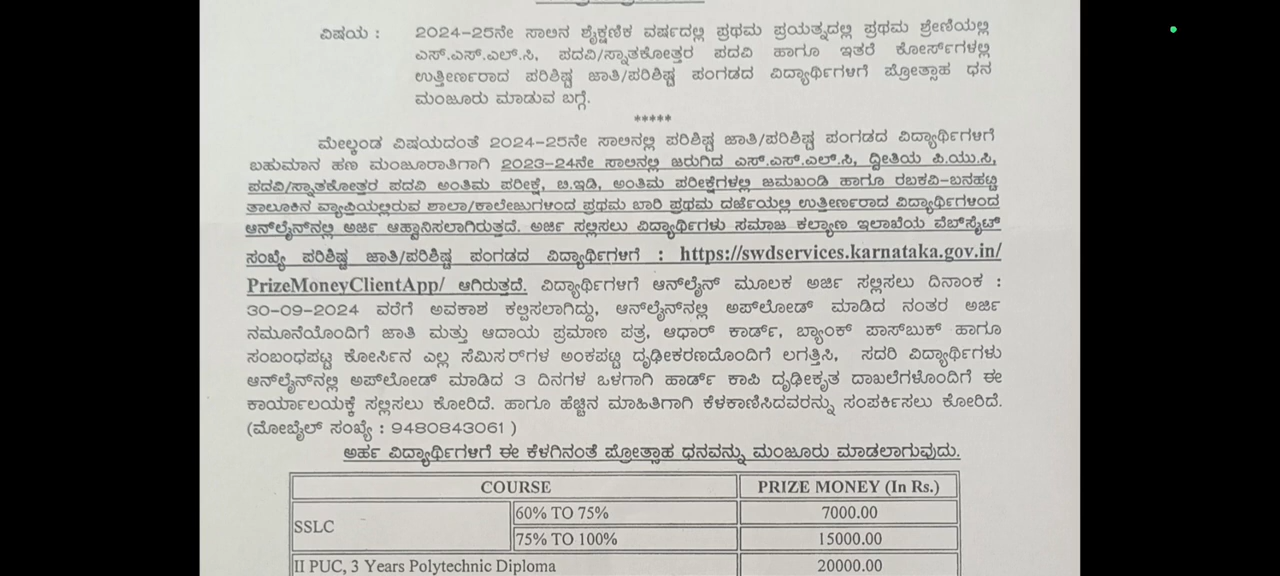 ವಿಷಯ : 2024-25ನೇ ಸಾಲಿನ ಶೈಕ್ಷಣಿಕ ವರ್ಷದಲ್ಲಿ ಪ್ರಥಮ ಪ್ರಯತ್ನದಲ್ಲಿ ಪ್ರಥಮ ಶ್ರೇಣಿಯಲ್ಲಿ
ಎಸ್.ಎಸ್.ಎಲ್.ಸಿ, ಪದವಿ/ಸ್ನಾತಕೋತ್ತರ ಪದವಿ ಹಾಗೂ ಇತರೆ ಕೋರ್ಸ್‌ಗಳಲ್ಲಿ
ಉತ್ತೀರ್ಣರಾದ ಪರಿಶಿಷ್ಟ ಜಾತಿ/ಪರಿಶಿಷ್ಟ ಪಂಗಡದ ವಿದ್ಯಾರ್ಥಿಗಳಿಗೆ ಪ್ರೋತ್ಸಾಹ ಧನ
ಮಂಜೂರು ಮಾಡುವ ಬಗ್ಗೆ.
*****
ಮೇಲ್ಕಂಡ ವಿಷಯದಂತೆ 2024-25ನೇ ಸಾಲಿನಲ್ಲಿ ಪರಿಶಿಷ್ಟ ಜಾತಿ/ಪರಿಶಿಷ್ಟ ಪಂಗಡದ ವಿದ್ಯಾರ್ಥಿಗಳಿಗೆ
ಬಹುಮಾನ ಹಣ ಮಂಜೂರಾತಿಗಾಗಿ 2023-24ನೇ ಸಾಲಿನಲ್ಲಿ ಜರುಗಿದ ಎಸ್.ಎಸ್.ಎಲ್.ಸಿ, ದ್ವಿತೀಯ ಪಿ.ಯು.ಸಿ,
ಪದವಿ/ಸ್ನಾತಕೋತ್ತರ ಪದವಿ ಅಂತಿಮ ಪರೀಕ್ಷೆ, ಟಿ.ಇಡಿ, ಅಂತಿಮ ಪರೀಕ್ಷೆಗಳಲ್ಲಿ ಜಮಖಂಡಿ ಹಾಗೂ ರಬಕವಿ-ಬನಹಟ್ಟಿ
ತಾಲೂಕಿನ ವ್ಯಾಪ್ತಿಯಲ್ಲಿರುವ ಶಾಲಾ/ಕಾಲೇಜುಗಳಿಂದ ಪ್ರಥಮ ಬಾರಿ ಪ್ರಥಮ ದರ್ಜೆಯಲ್ಲಿ ಉತ್ತೀರ್ಣರಾದ ವಿದ್ಯಾರ್ಥಿಗಳಿಂದ
ಆನ್‌ಲೈನ್‌ನಲ್ಲಿ ಅರ್ಜಿ ಆಹ್ವಾನಿಸಲಾಗಿರುತ್ತದೆ. ಅರ್ಜಿ ಸಲ್ಲಿಸಲು ವಿದ್ಯಾರ್ಥಿಗಳು ಸಮಾಜ ಕಲ್ಯಾಣ ಇಲಾಖೆಯ ವೆಬ್‌ಸೈಟ್
ಸಂಖ್ಯೆ ಪರಿಶಿಷ್ಟ ಜಾತಿ/ಪರಿಶಿಷ್ಟ ಪಂಗಡದ ವಿದ್ಯಾರ್ಥಿಗಳಿಗೆ : https://swdservices.karnataka.gov.in/
PrizeMoneyClientApp/ ಆಗಿರುತ್ತದೆ. ವಿದ್ಯಾರ್ಥಿಗಳಿಗೆ ಆನ್‌ಲೈನ್ ಮೂಲಕ ಅರ್ಜಿ ಸಲ್ಲಿಸಲು ದಿನಾಂಕ :
30-09-2024 ವರೆಗೆ ಅವಕಾಶ ಕಲ್ಪಿಸಲಾಗಿದ್ದು, ಆನ್‌ಲೈನ್‌ನಲ್ಲಿ ಅಪ್‌ಲೋಡ್ ಮಾಡಿದ ನಂತರ ಅರ್ಜಿ
ನಮೂನೆಯೊಂದಿಗೆ ಜಾತಿ ಮತ್ತು ಆದಾಯ ಪ್ರಮಾಣ ಪತ್ರ, ಆಧಾರ್ ಕಾರ್ಡ್, ಬ್ಯಾಂಕ್ ಪಾಸ್‌ಬುಕ್ ಹಾಗೂ
ಸಂಬಂಧಪಟ್ಟ ಕೋರ್ಸಿನ ಎಲ್ಲ ಸೆಮಿಸರ್‌ಗಳ ಅಂಕಪಟ್ಟಿ ದೃಢೀಕರಣದೊಂದಿಗೆ ಲಗತ್ತಿಸಿ, ಸದರಿ ವಿದ್ಯಾರ್ಥಿಗಳು
ಆನ್‌ಲೈನ್‌ನಲ್ಲಿ ಅಪ್‌ಲೋಡ್ ಮಾಡಿದ 3 ದಿನಗಳ ಒಳಗಾಗಿ ಹಾರ್ಡ್ ಕಾಪಿ ದೃಢೀಕೃತ ದಾಖಲೆಗಳೊಂದಿಗೆ ಈ
ಕಾರ್ಯಾಲಯಕ್ಕೆ ಸಲ್ಲಿಸಲು ಕೋರಿದೆ. ಹಾಗೂ ಹೆಚ್ಚಿನ ಮಾಹಿತಿಗಾಗಿ ಕೆಳಕಾಣಿಸಿದವರನ್ನು ಸಂಪರ್ಕಿಸಲು ಕೋರಿದೆ.
(ಮೋಬೈಲ್ ಸಂಖ್ಯೆ : 9480843061 )
ಅರ್ಹ ವಿದ್ಯಾರ್ಥಿಗಳಿಗೆ ಈ ಕೆಳಗಿನಂತೆ ಪ್ರೋತ್ಸಾಹ ಧನವನ್ನು ಮಂಜೂರು ಮಾಡಲಾಗುವುದು.
COURSE PRIZE MONEY (In Rs.)
SSLC 60% TO 75% 7000.00
75% TO 100% 15000.00
II PUC, 3 Years Polytechnic Diploma 20000.00